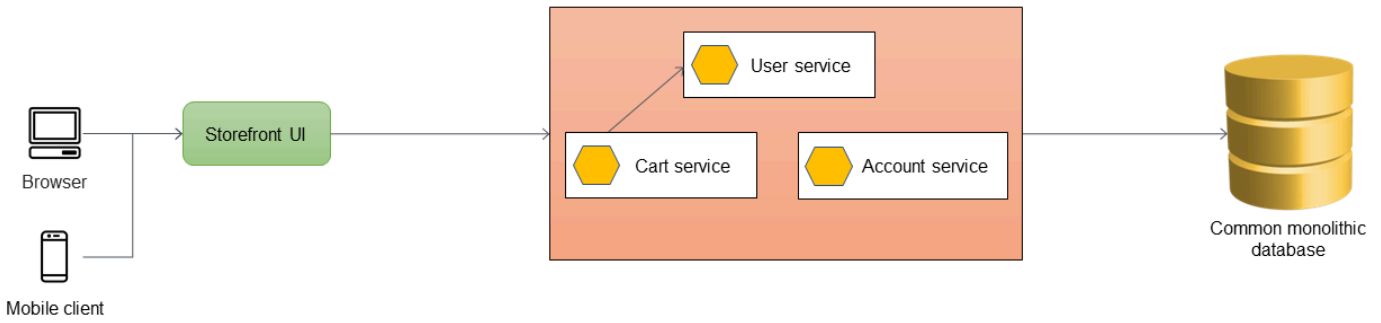 Browser
Mobile client
Storefront UI
User service
Cart service
Account service
Common monolithic
database